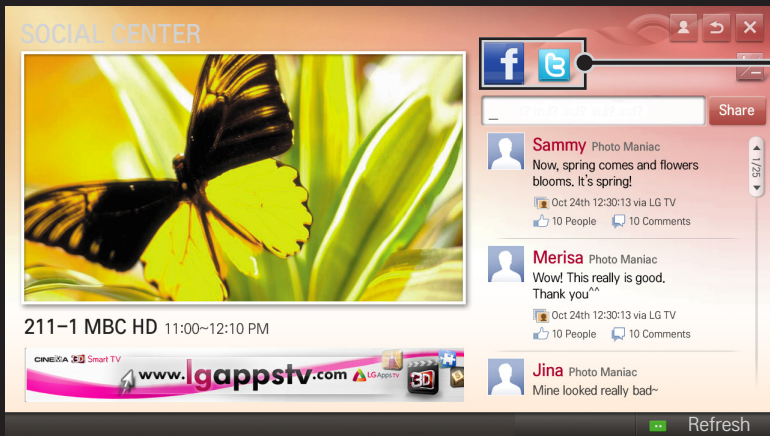 SOCIAL CENTER
f
Share
Sammy Photo Maniac
Now, spring comes and flowers
blooms. It's spring!
Oct 24th 12:30:13 via LG TV
10 People 10 Comments
1/25
Merisa Photo Maniac
Wow! This really is good.
Thank you^^
Oct 24th 12:30:13 via LG TV
10 People 10 Comments
Jina Photo Maniac
Mine looked really bad~
211-1 MBC HD 11:00~12:10 PM
CINEMA 3D Smart TV
www.lgappstv.com LG APPS TV
3D
Refresh